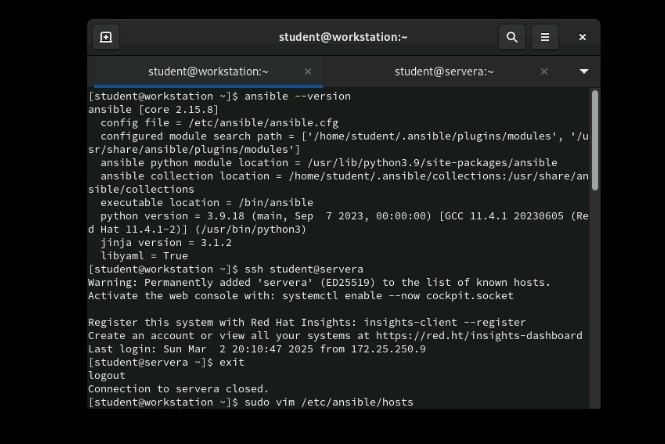 student@workstation:~
student@workstation:~ × student@servera:~ ×
[student@workstation ~]$ ansible --version
ansible [core 2.15.8]
  config file = /etc/ansible/ansible.cfg
  configured module search path = ['/home/student/.ansible/plugins/modules', '/u
sr/share/ansible/plugins/modules']
  ansible python module location = /usr/lib/python3.9/site-packages/ansible
  ansible collection location = /home/student/.ansible/collections:/usr/share/an
sible/collections
  executable location = /bin/ansible
  python version = 3.9.18 (main, Sep  7 2023, 00:00:00) [GCC 11.4.1 20230605 (Re
d Hat 11.4.1-2)] (/usr/bin/python3)
  jinja version = 3.1.2
  libyaml = True
[student@workstation ~]$ ssh student@servera
Warning: Permanently added 'servera' (ED25519) to the list of known hosts.
Activate the web console with: systemctl enable --now cockpit.socket

Register this system with Red Hat Insights: insights-client --register
Create an account or view all your systems at https://red.ht/insights-dashboard
Last login: Sun Mar  2 20:10:47 2025 from 172.25.250.9
[student@servera ~]$ exit
logout
Connection to servera closed.
[student@workstation ~]$ sudo vim /etc/ansible/hosts